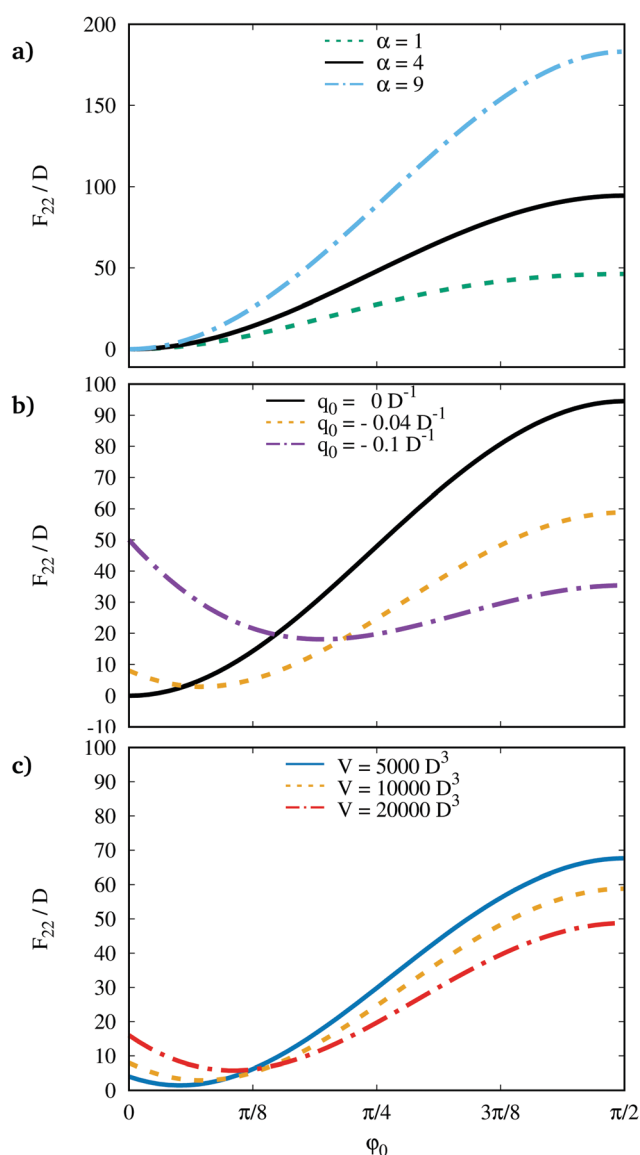 a)
200
150
100
50
0
F₂₂ / D
α = 1
α = 4
α = 9
b)
100
90
80
70
60
50
40
30
20
10
0
-10
F₂₂ / D
q₀ = 0 D⁻¹
q₀ = - 0.04 D⁻¹
q₀ = - 0.1 D⁻¹
c)
100
90
80
70
60
50
40
30
20
10
0
F₂₂ / D
V = 5000 D³
V = 10000 D³
V = 20000 D³
0 π/8 π/4 3π/8 π/2
φ₀